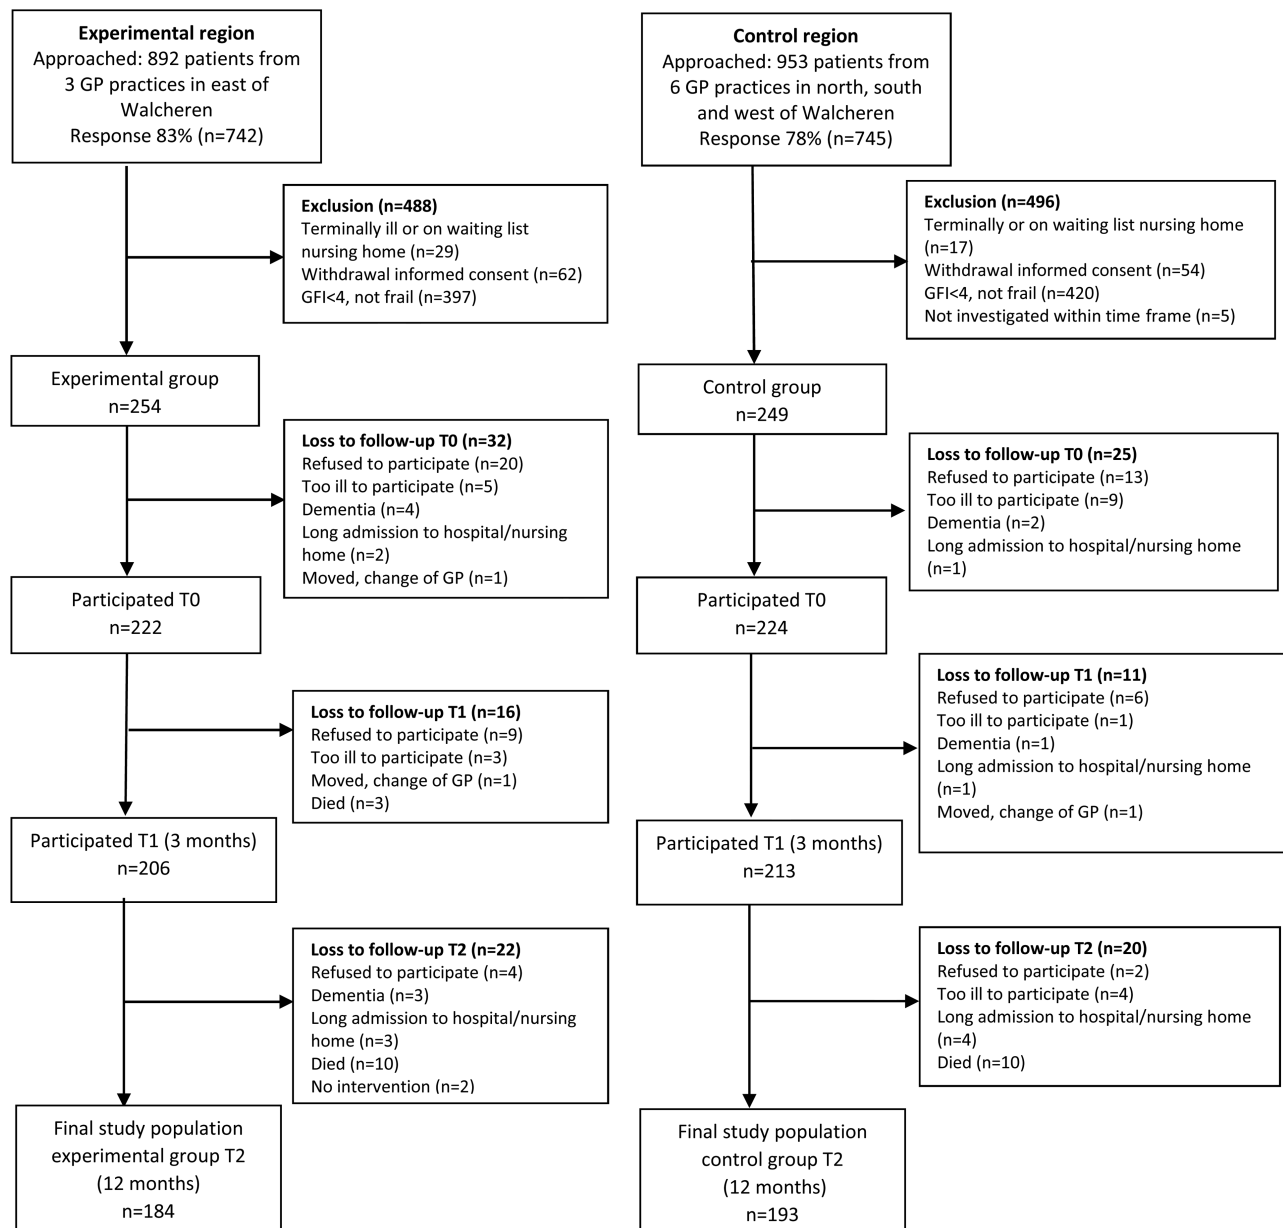 Experimental region
Approached: 892 patients from
3 GP practices in east of
Walcheren
Response 83% (n=742)
Exclusion (n=488)
Terminally ill or on waiting list
nursing home (n=29)
Withdrawal informed consent (n=62)
GFI<4, not frail (n=397)
Experimental group
n=254
Loss to follow-up T0 (n=32)
Refused to participate (n=20)
Too ill to participate (n=5)
Dementia (n=4)
Long admission to hospital/nursing
home (n=2)
Moved, change of GP (n=1)
Participated T0
n=222
Loss to follow-up T1 (n=16)
Refused to participate (n=9)
Too ill to participate (n=3)
Moved, change of GP (n=1)
Died (n=3)
Participated T1 (3 months)
n=206
Loss to follow-up T2 (n=22)
Refused to participate (n=4)
Dementia (n=3)
Long admission to hospital/nursing
home (n=3)
Died (n=10)
No intervention (n=2)
Final study population
experimental group T2
(12 months)
n=184
Control region
Approached: 953 patients from
6 GP practices in north, south
and west of Walcheren
Response 78% (n=745)
Exclusion (n=496)
Terminally or on waiting list nursing home
(n=17)
Withdrawal informed consent (n=54)
GFI<4, not frail (n=420)
Not investigated within time frame (n=5)
Control group
n=249
Loss to follow-up T0 (n=25)
Refused to participate (n=13)
Too ill to participate (n=9)
Dementia (n=2)
Long admission to hospital/nursing home
(n=1)
Participated T0
n=224
Loss to follow-up T1 (n=11)
Refused to participate (n=6)
Too ill to participate (n=1)
Dementia (n=1)
Long admission to hospital/nursing home
(n=1)
Moved, change of GP (n=1)
Participated T1 (3 months)
n=213
Loss to follow-up T2 (n=20)
Refused to participate (n=2)
Too ill to participate (n=4)
Long admission to hospital/nursing home
(n=4)
Died (n=10)
Final study population
control group T2
(12 months)
n=193